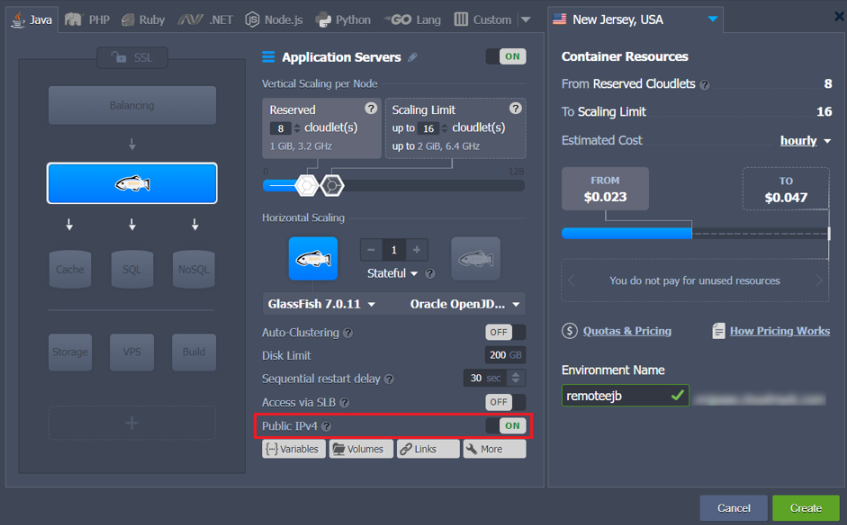 Java PHP Ruby .NET Node.js Python Lang Custom
New Jersey, USA
SSL
Balancing
Cache SQL NoSQL
Storage VPS Build
Application Servers ON
Vertical Scaling per Node
Reserved ?
8 cloudlet(s)
1 GiB, 3.2 GHz
Scaling Limit ?
up to 16 cloudlet(s)
up to 2 GiB, 6.4 GHz
0 128
Horizontal Scaling
1
Stateful ?
GlassFish 7.0.11 Oracle OpenJD...
Auto-Clustering ? OFF
Disk Limit 200 GB
Sequential restart delay ? 30 sec
Access via SLB ? OFF
Public IPv4 ? ON
Variables Volumes Links More
Container Resources
From Reserved Cloudlets ? 8
To Scaling Limit 16
Estimated Cost hourly
FROM
$0.023
TO
$0.047
You do not pay for unused resources
$ Quotas & Pricing How Pricing Works
Environment Name
remoteejb
Cancel Create